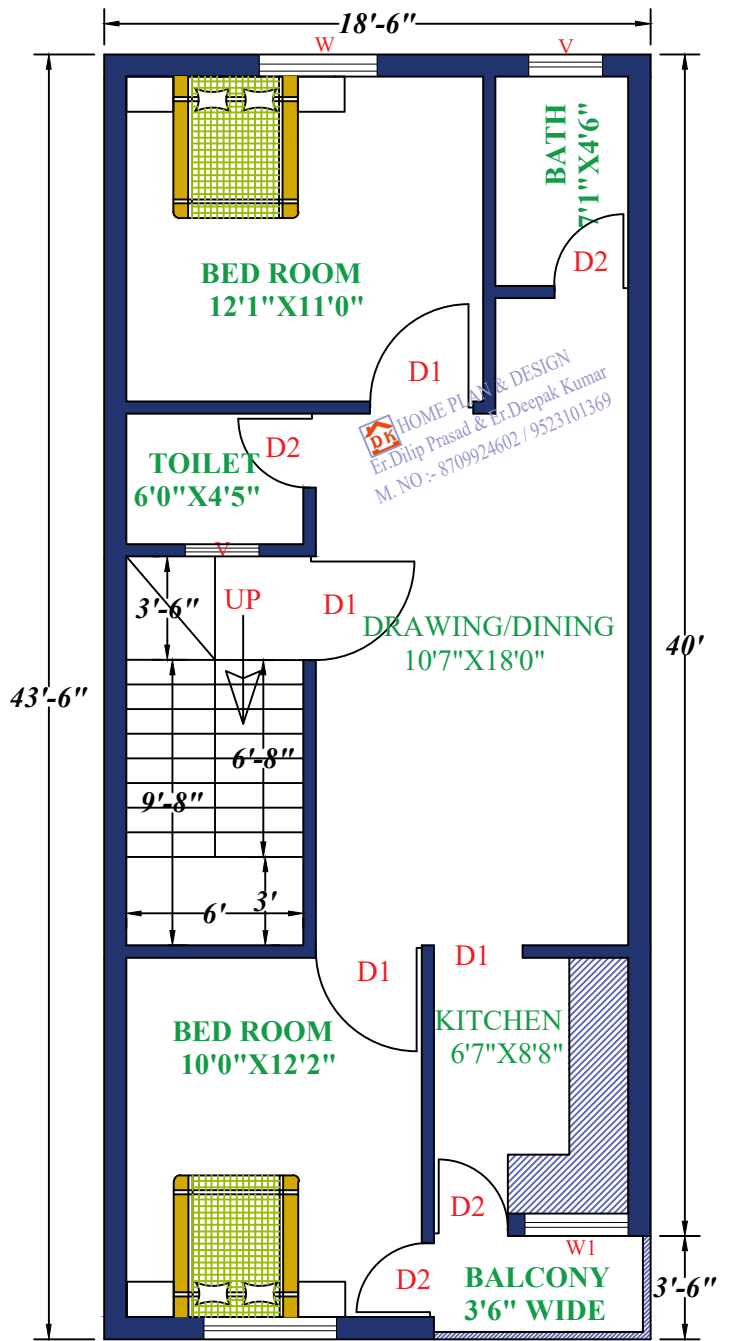 18'-6"
W
V
BATH
7'1"X4'6"
D2
BED ROOM
12'1"X11'0"
D1
DK HOME PLAN & DESIGN
Er.Dilip Prasad & Er.Deepak Kumar
M. NO :- 8709924602 / 9523101369
D2
TOILET
6'0"X4'5"
V
3'-6"
UP
D1
DRAWING/DINING
10'7"X18'0"
40'
43'-6"
6'-8"
9'-8"
3'
6'
D1
D1
BED ROOM
10'0"X12'2"
KITCHEN
6'7"X8'8"
D2
W1
D2
BALCONY
3'6" WIDE
3'-6"